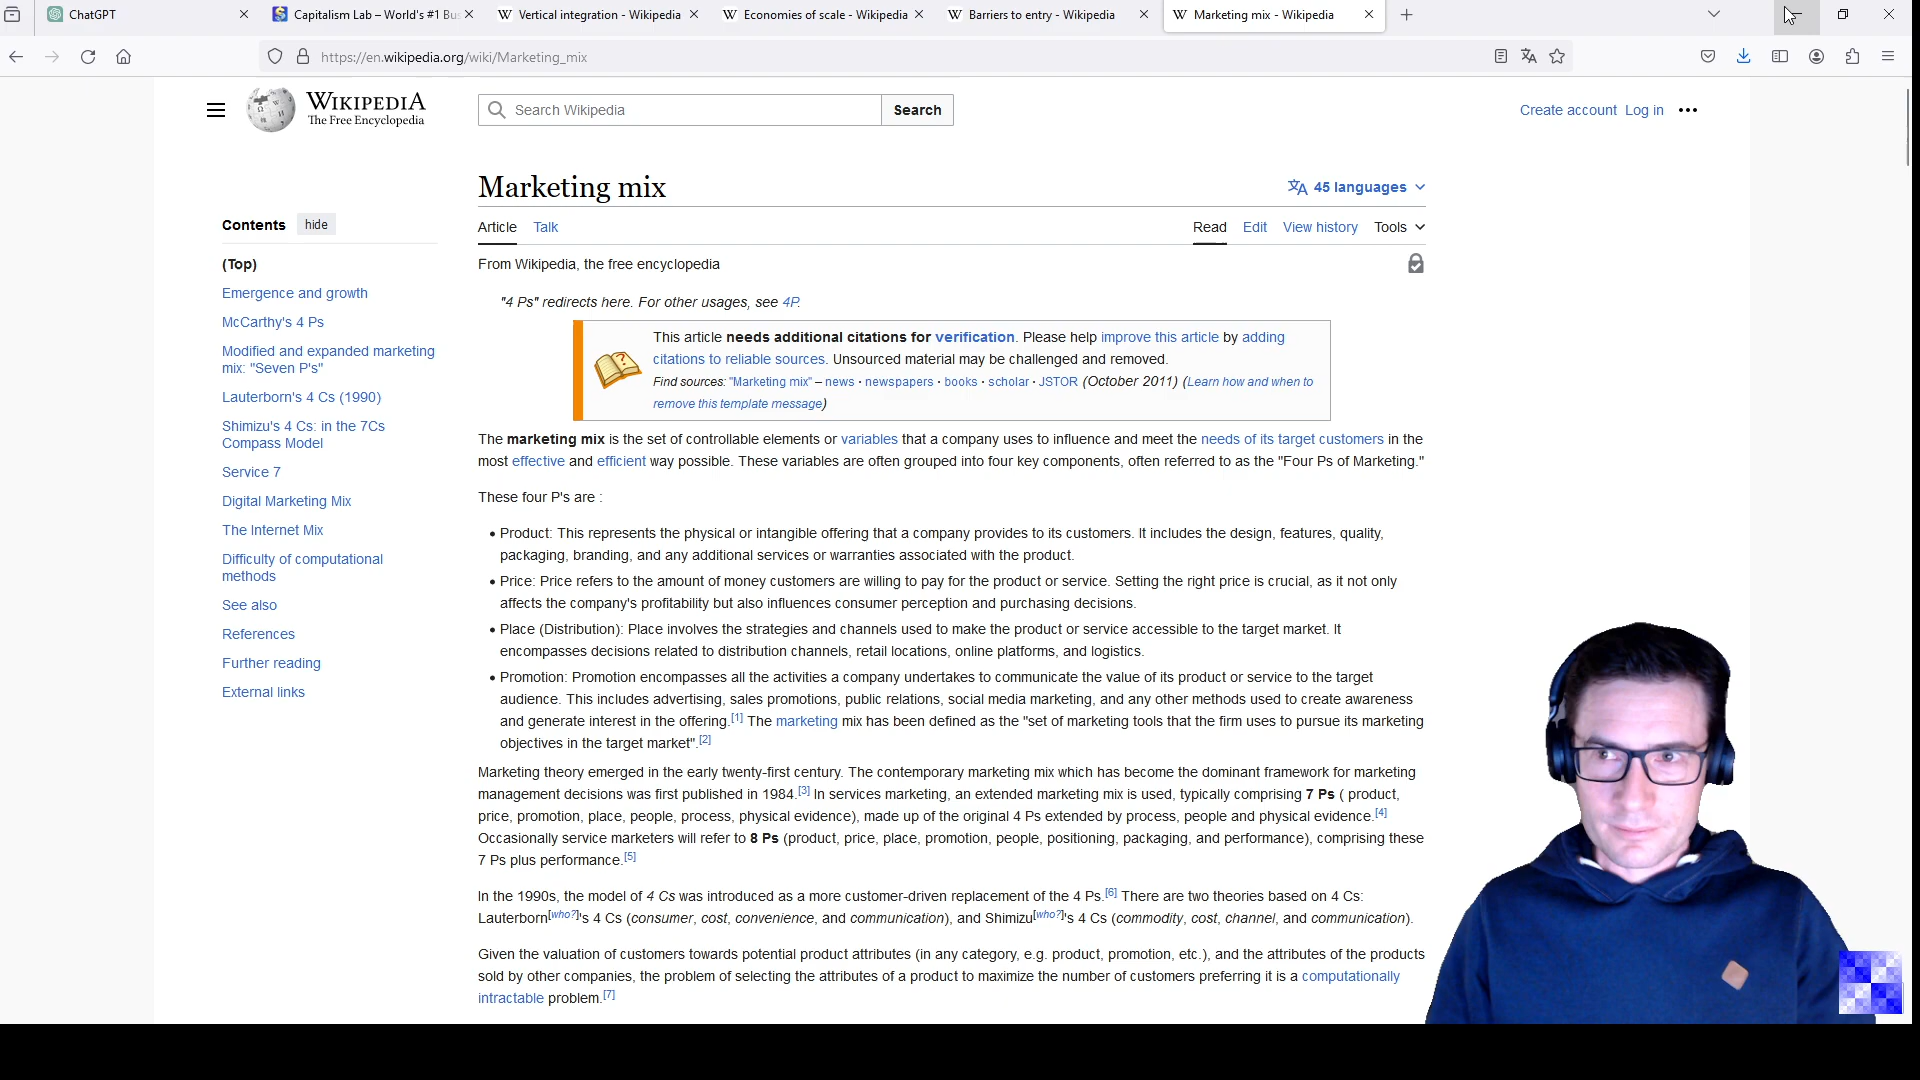 ChatGPT
Capitalism Lab – World's #1 Bus
Vertical integration - Wikipedia
Economies of scale - Wikipedia
Barriers to entry - Wikipedia
Marketing mix - Wikipedia
https://en.wikipedia.org/wiki/Marketing_mix
WIKIPEDIA
The Free Encyclopedia
Search Wikipedia
Search
Create account Log in
Marketing mix
45 languages
Contents hide
Article Talk
Read Edit View history Tools
(Top)
Emergence and growth
McCarthy's 4 Ps
Modified and expanded marketing
mix: "Seven P's"
Lauterborn's 4 Cs (1990)
Shimizu's 4 Cs: in the 7Cs
Compass Model
Service 7
Digital Marketing Mix
The Internet Mix
Difficulty of computational
methods
See also
References
Further reading
External links
From Wikipedia, the free encyclopedia
"4 Ps" redirects here. For other usages, see 4P.
This article needs additional citations for verification. Please help improve this article by adding
citations to reliable sources. Unsourced material may be challenged and removed.
Find sources: "Marketing mix" – news · newspapers · books · scholar · JSTOR (October 2011) (Learn how and when to
remove this template message)
The marketing mix is the set of controllable elements or variables that a company uses to influence and meet the needs of its target customers in the
most effective and efficient way possible. These variables are often grouped into four key components, often referred to as the "Four Ps of Marketing."
These four P's are :
• Product: This represents the physical or intangible offering that a company provides to its customers. It includes the design, features, quality,
packaging, branding, and any additional services or warranties associated with the product.
• Price: Price refers to the amount of money customers are willing to pay for the product or service. Setting the right price is crucial, as it not only
affects the company's profitability but also influences consumer perception and purchasing decisions.
• Place (Distribution): Place involves the strategies and channels used to make the product or service accessible to the target market. It
encompasses decisions related to distribution channels, retail locations, online platforms, and logistics.
• Promotion: Promotion encompasses all the activities a company undertakes to communicate the value of its product or service to the target
audience. This includes advertising, sales promotions, public relations, social media marketing, and any other methods used to create awareness
and generate interest in the offering.[1] The marketing mix has been defined as the "set of marketing tools that the firm uses to pursue its marketing
objectives in the target market".[2]
Marketing theory emerged in the early twenty-first century. The contemporary marketing mix which has become the dominant framework for marketing
management decisions was first published in 1984.[3] In services marketing, an extended marketing mix is used, typically comprising 7 Ps ( product,
price, promotion, place, people, process, physical evidence), made up of the original 4 Ps extended by process, people and physical evidence.[4]
Occasionally service marketers will refer to 8 Ps (product, price, place, promotion, people, positioning, packaging, and performance), comprising these
7 Ps plus performance.[5]
In the 1990s, the model of 4 Cs was introduced as a more customer-driven replacement of the 4 Ps.[6] There are two theories based on 4 Cs:
Lauterborn[who?]'s 4 Cs (consumer, cost, convenience, and communication), and Shimizu[who?]'s 4 Cs (commodity, cost, channel, and communication).
Given the valuation of customers towards potential product attributes (in any category, e.g. product, promotion, etc.), and the attributes of the products
sold by other companies, the problem of selecting the attributes of a product to maximize the number of customers preferring it is a computationally
intractable problem.[7]